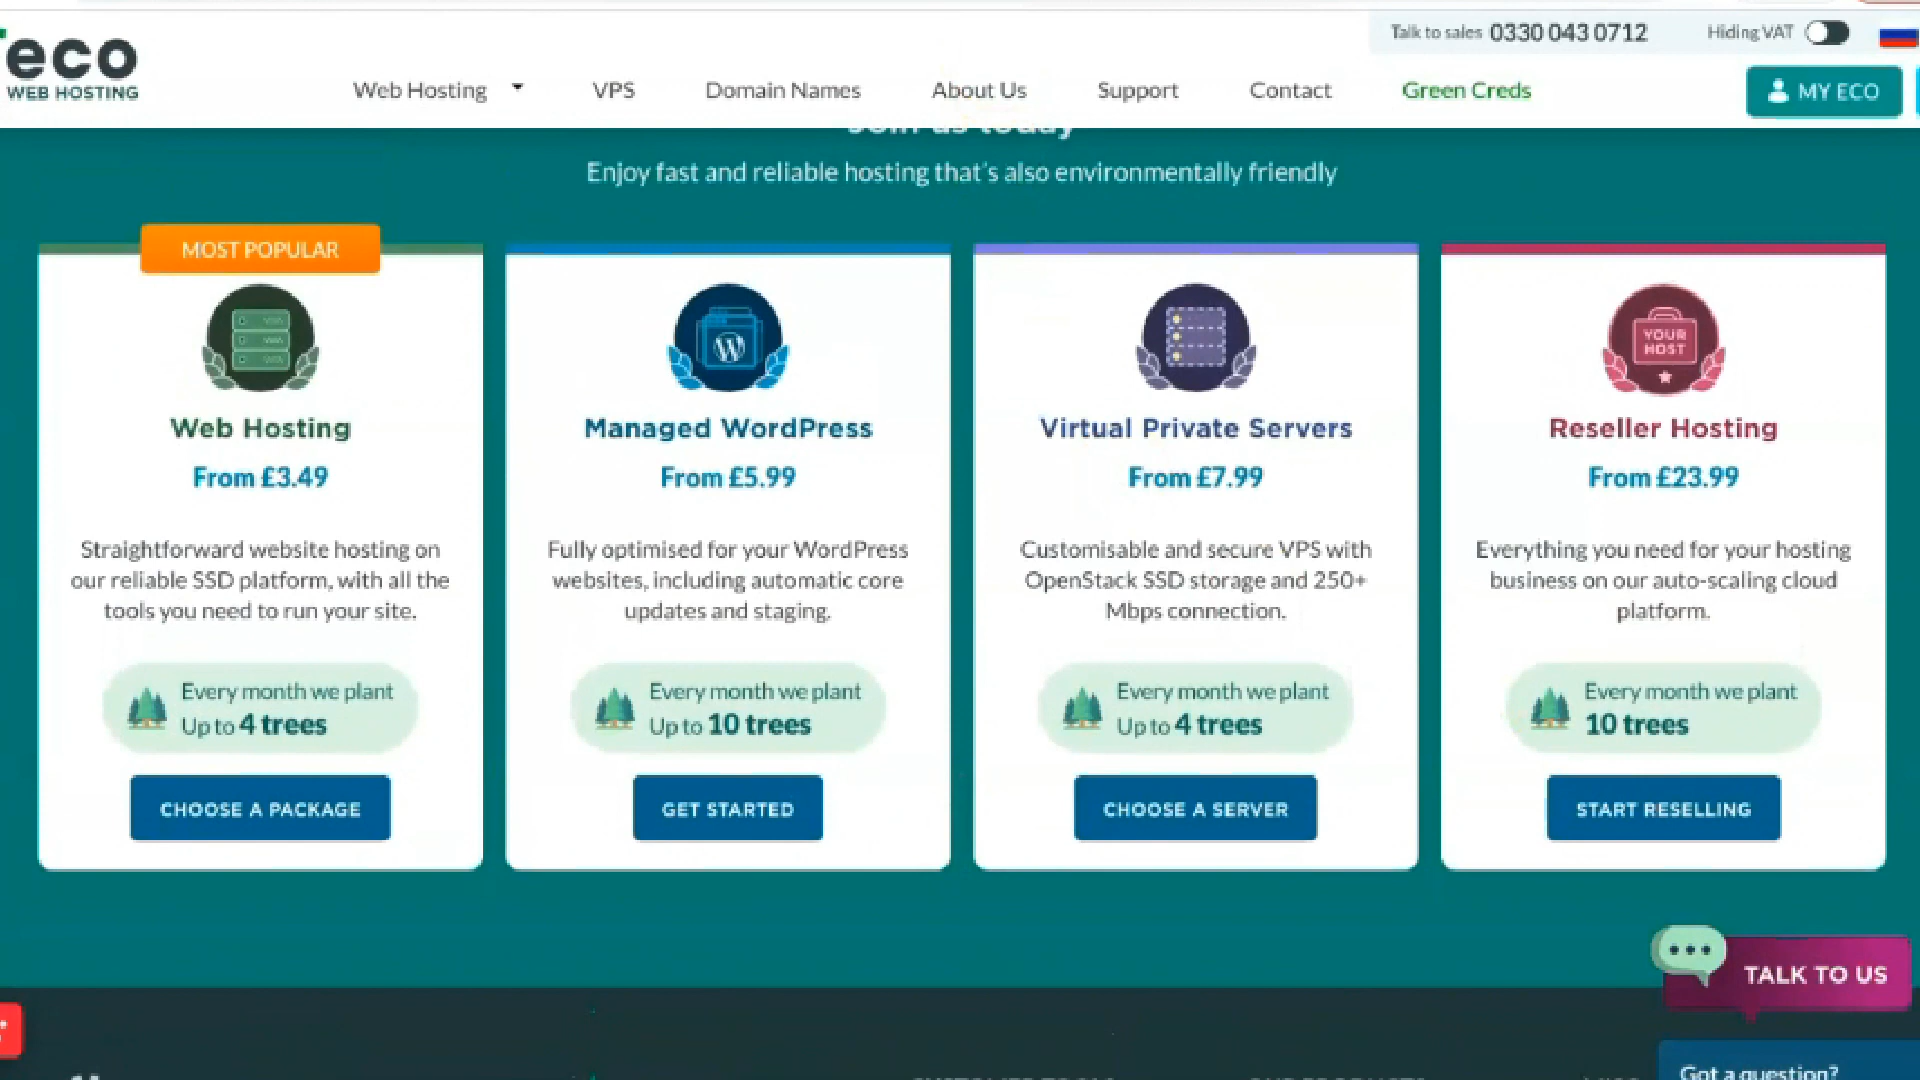 eco
WEB HOSTING
Talk to sales 0330 043 0712
Hiding VAT
Web Hosting
VPS
Domain Names
About Us
Support
Contact
Green Creds
MY ECO
Join us today
Enjoy fast and reliable hosting that's also environmentally friendly
MOST POPULAR
Web Hosting
From £3.49
Straightforward website hosting on
our reliable SSD platform, with all the
tools you need to run your site.
Every month we plant
Up to 4 trees
CHOOSE A PACKAGE
W
Managed WordPress
From £5.99
Fully optimised for your WordPress
websites, including automatic core
updates and staging.
Every month we plant
Up to 10 trees
GET STARTED
Virtual Private Servers
From £7.99
Customisable and secure VPS with
OpenStack SSD storage and 250+
Mbps connection.
Every month we plant
Up to 4 trees
CHOOSE A SERVER
YOUR
HOST
Reseller Hosting
From £23.99
Everything you need for your hosting
business on our auto-scaling cloud
platform.
Every month we plant
10 trees
START RESELLING
TALK TO US
Got a question?